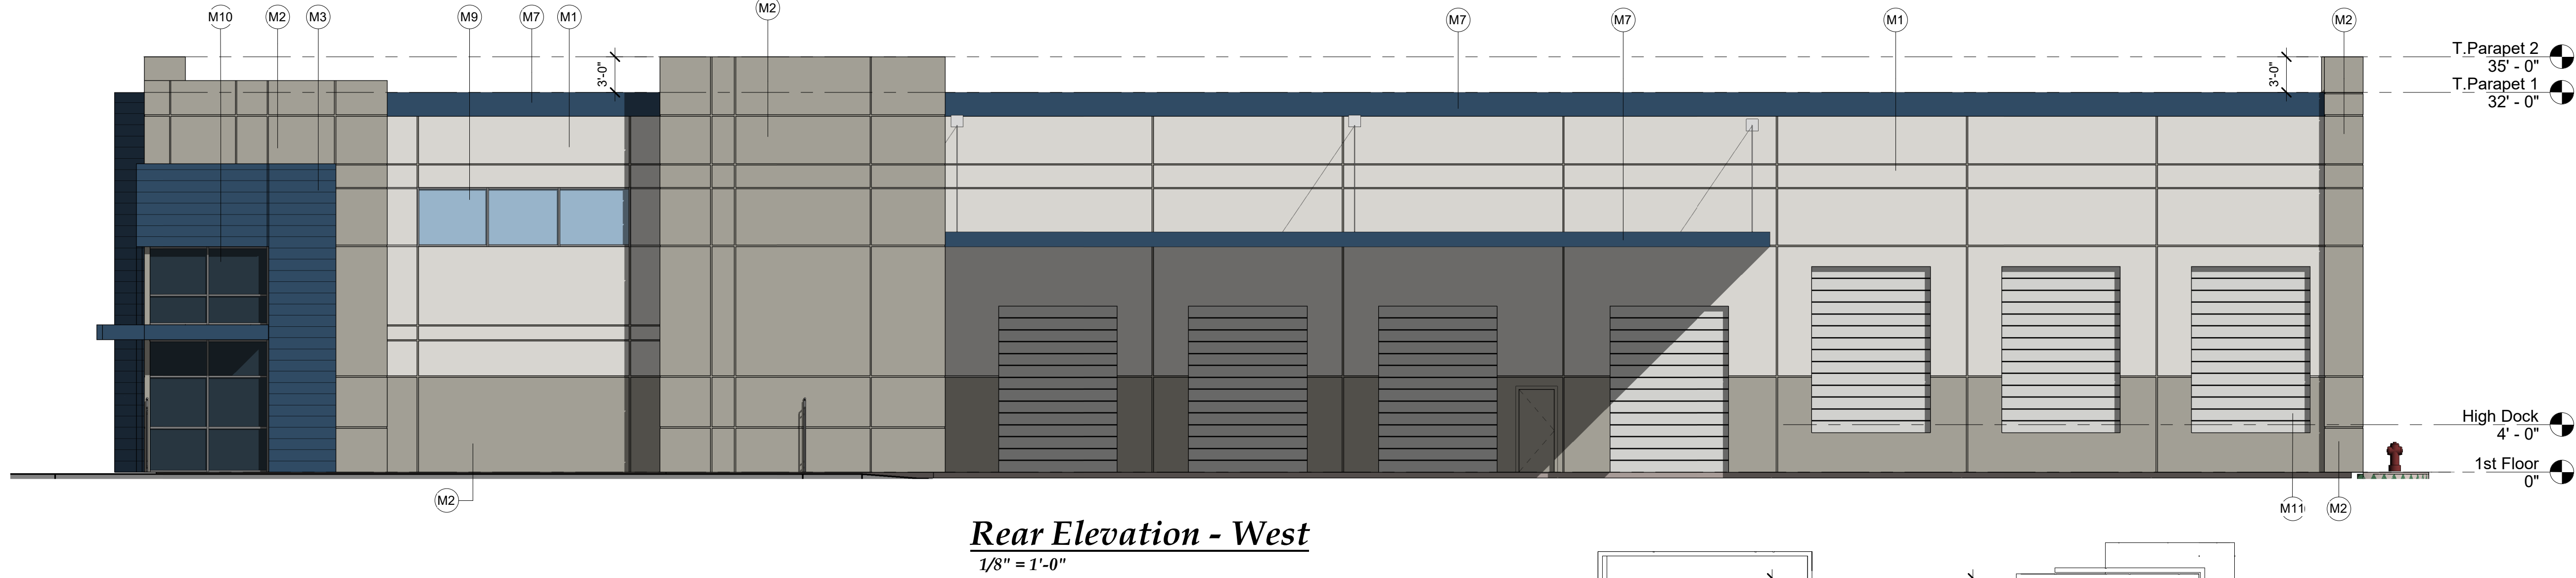 M10
M2
M3
M9
M7
M1
M2
M7
M7
M1
M2
3'-0"
3'-0"
T.Parapet 2
35' - 0"
T.Parapet 1
32' - 0"
High Dock
4' - 0"
1st Floor
0"
M2
M11
M2
Rear Elevation - West
1/8" = 1'-0"